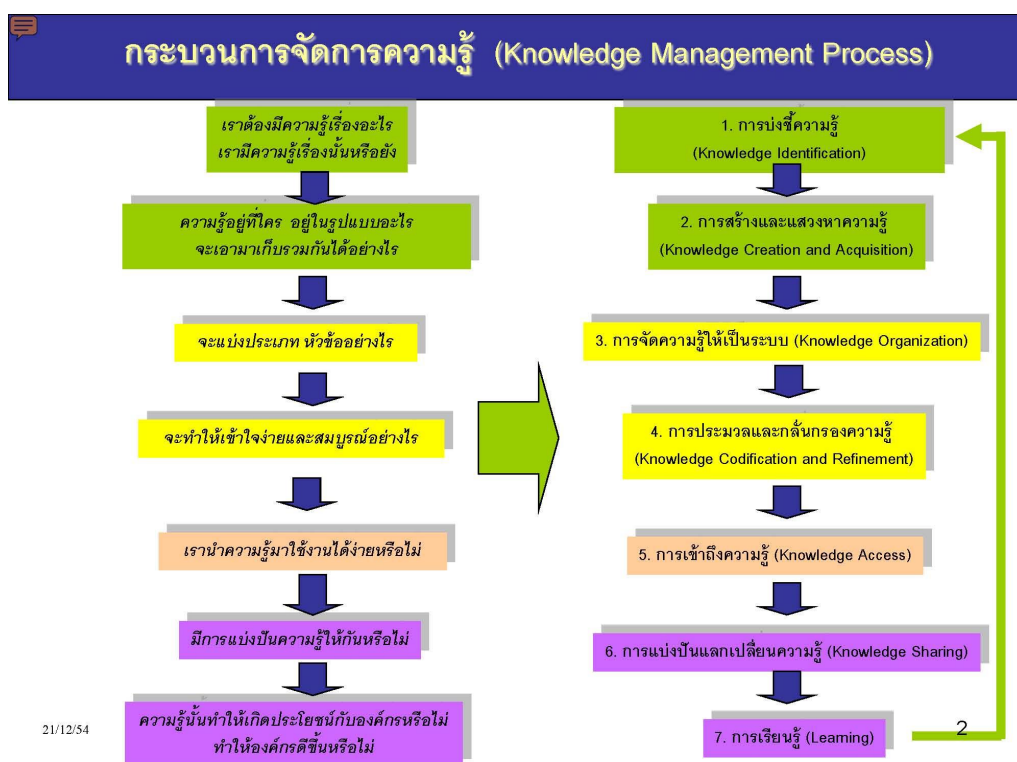 กระบวนการจัดการความรู้ (Knowledge Management Process)
เราต้องมีความรู้เรื่องอะไร
เรามีความรู้เรื่องนั้นหรือยัง
ความรู้อยู่ที่ใคร อยู่ในรูปแบบอะไร
จะเอามาเก็บรวมกันได้อย่างไร
จะแบ่งประเภท หัวข้ออย่างไร
จะทำให้เข้าใจง่ายและสมบูรณ์อย่างไร
เรานำความรู้มาใช้งานได้ง่ายหรือไม่
มีการแบ่งปันความรู้ให้กันหรือไม่
ความรู้นั้นทำให้เกิดประโยชน์กับองค์กรหรือไม่
ทำให้องค์กรดีขึ้นหรือไม่
1. การบ่งชี้ความรู้
(Knowledge Identification)
2. การสร้างและแสวงหาความรู้
(Knowledge Creation and Acquisition)
3. การจัดความรู้ให้เป็นระบบ (Knowledge Organization)
4. การประมวลและกลั่นกรองความรู้
(Knowledge Codification and Refinement)
5. การเข้าถึงความรู้ (Knowledge Access)
6. การแบ่งปันแลกเปลี่ยนความรู้ (Knowledge Sharing)
7. การเรียนรู้ (Learning)
21/12/54
2